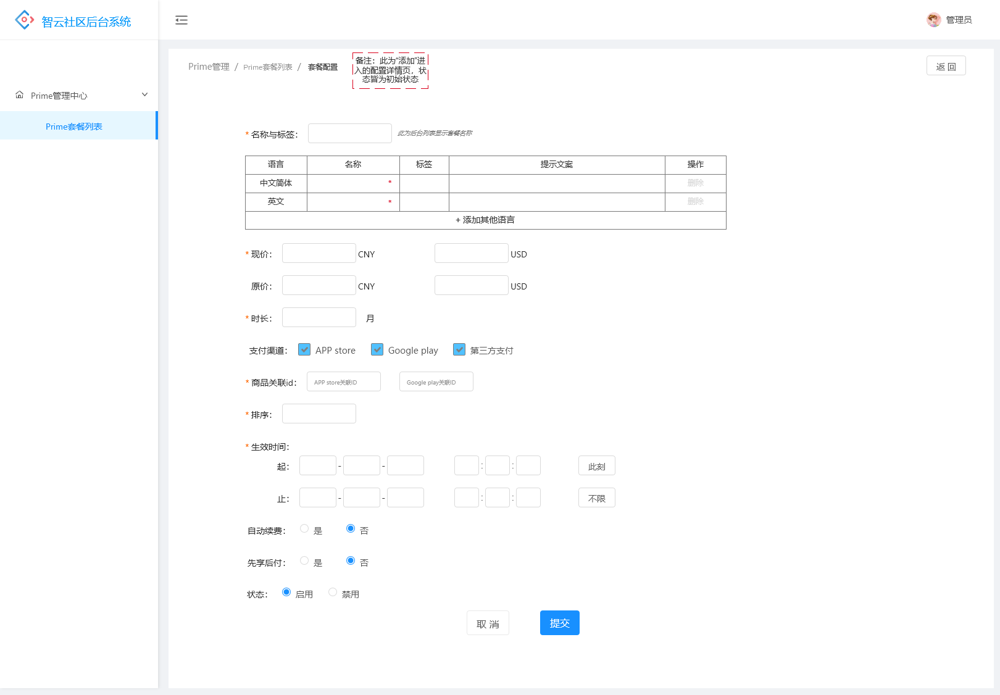 智云社区后台系统
管理员
Prime管理 / Prime套餐列表 / 套餐配置
备注：此为“添加”进
入的配置详情页，状
态皆为初始状态
返 回
Prime管理中心
Prime套餐列表
* 名称与标签： 此为后台列表显示套餐名称
语言 名称 标签 提示文案 操作
中文简体 * 删除
英文 * 删除
+ 添加其他语言
* 现价： CNY USD
原价： CNY USD
* 时长： 月
支付渠道： APP store Google play 第三方支付
* 商品关联id： APP store关联ID Google play关联ID
* 排序：
* 生效时间：
起： - - : : 此刻
止： - - : : 不限
自动续费： 是 否
先享后付： 是 否
状态： 启用 禁用
取 消 提交